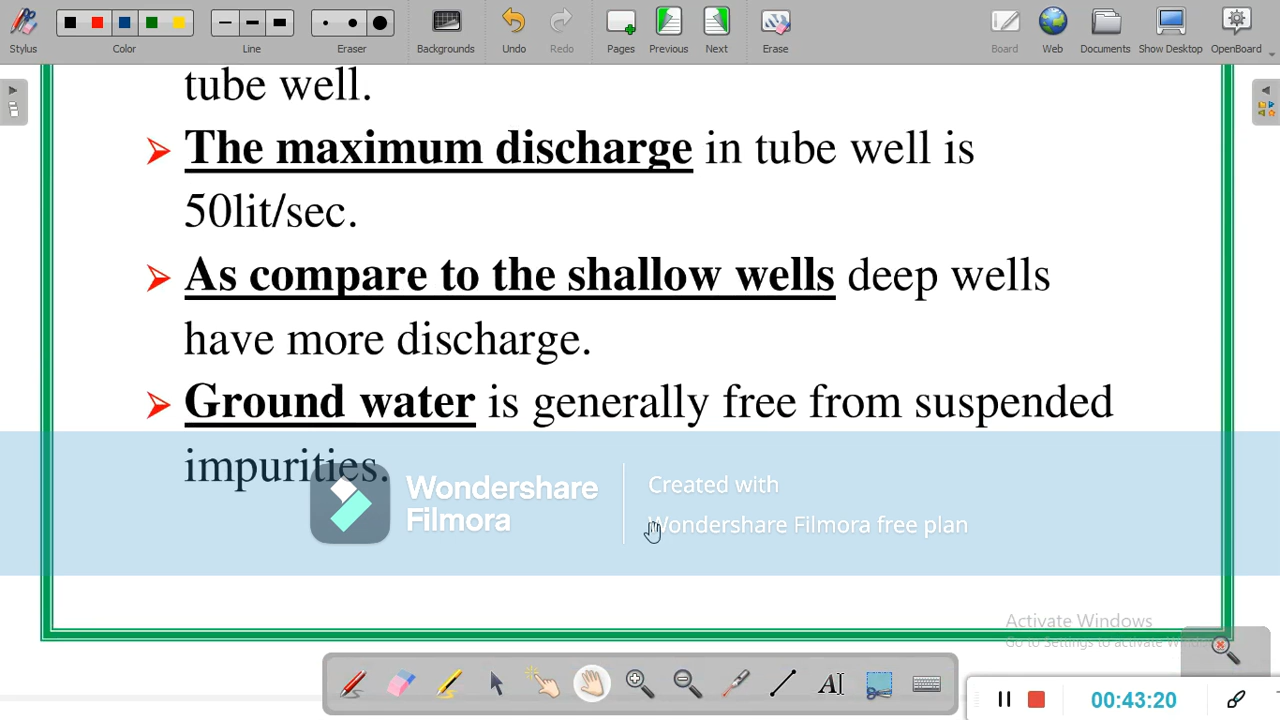 Stylus
Color
Line
Eraser
Backgrounds
Undo
Redo
Pages
Previous
Next
Erase
Board
Web
Documents
Show Desktop
OpenBoard
tube well.
➢ The maximum discharge in tube well is
50lit/sec.
➢ As compare to the shallow wells deep wells
have more discharge.
➢ Ground water is generally free from suspended
impurities.
Wondershare
Filmora
Created with
Wondershare Filmora free plan
Activate Windows
Go to Settings to activate Windows
AI
00:43:20